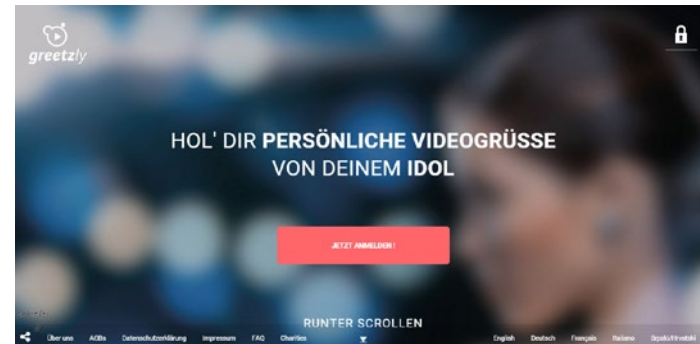 greetzly
HOL' DIR PERSÖNLICHE VIDEOGRÜSSE
VON DEINEM IDOL
JETZT ANMELDEN!
RUNTER SCROLLEN
Über uns AGBs Datenschutzerklärung Impressum FAQ Charities English Deutsch Français Italiano